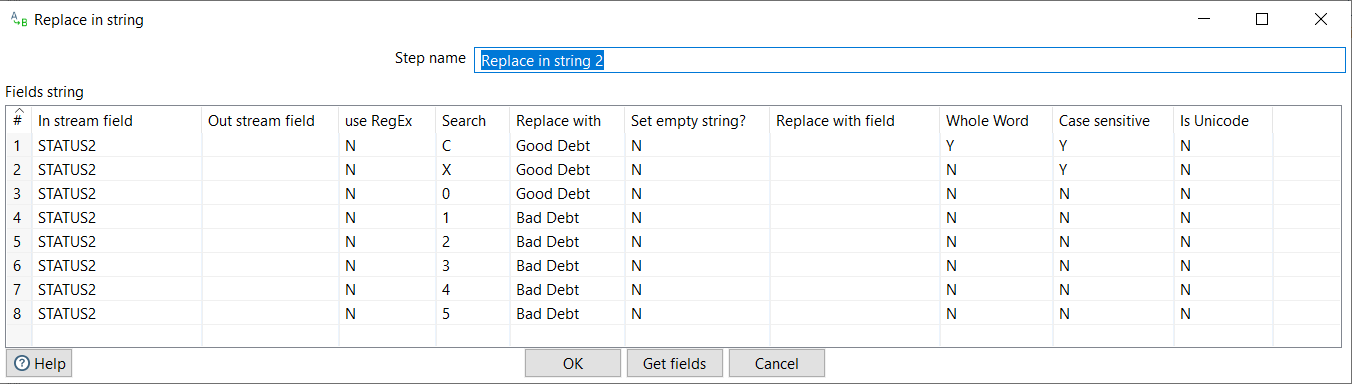 Replace in string
Step name Replace in string 2
Fields string
# In stream field Out stream field use RegEx Search Replace with Set empty string? Replace with field Whole Word Case sensitive Is Unicode
1 STATUS2 N C Good Debt N Y Y N
2 STATUS2 N X Good Debt N N Y N
3 STATUS2 N 0 Good Debt N N N N
4 STATUS2 N 1 Bad Debt N N N N
5 STATUS2 N 2 Bad Debt N N N N
6 STATUS2 N 3 Bad Debt N N N N
7 STATUS2 N 4 Bad Debt N N N N
8 STATUS2 N 5 Bad Debt N N N N
Help OK Get fields Cancel